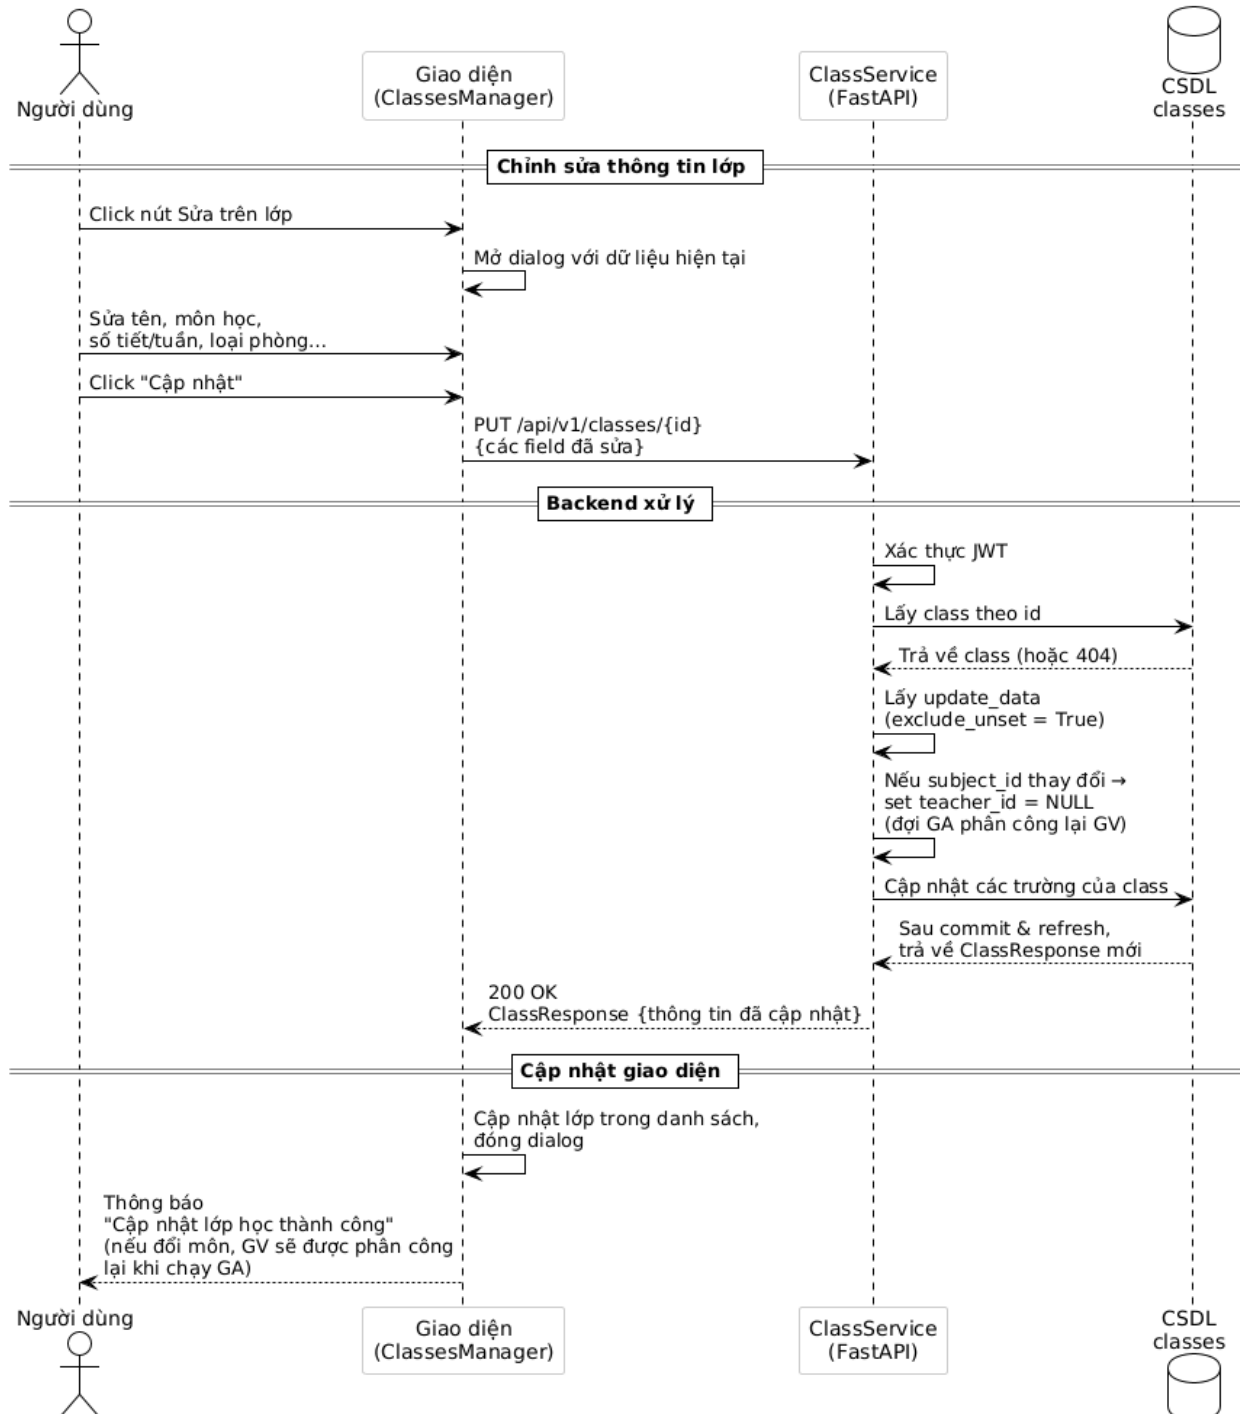 Người dùng
Giao diện
(ClassesManager)
ClassService
(FastAPI)
CSDL
classes
Chỉnh sửa thông tin lớp
Click nút Sửa trên lớp
Mở dialog với dữ liệu hiện tại
Sửa tên, môn học,
số tiết/tuần, loại phòng...
Click "Cập nhật"
PUT /api/v1/classes/{id}
{các field đã sửa}
Backend xử lý
Xác thực JWT
Lấy class theo id
Trả về class (hoặc 404)
Lấy update_data
(exclude_unset = True)
Nếu subject_id thay đổi →
set teacher_id = NULL
(đợi GA phân công lại GV)
Cập nhật các trường của class
Sau commit & refresh,
trả về ClassResponse mới
200 OK
ClassResponse {thông tin đã cập nhật}
Cập nhật giao diện
Cập nhật lớp trong danh sách,
đóng dialog
Thông báo
"Cập nhật lớp học thành công"
(nếu đổi môn, GV sẽ được phân công
lại khi chạy GA)
Người dùng
Giao diện
(ClassesManager)
ClassService
(FastAPI)
CSDL
classes